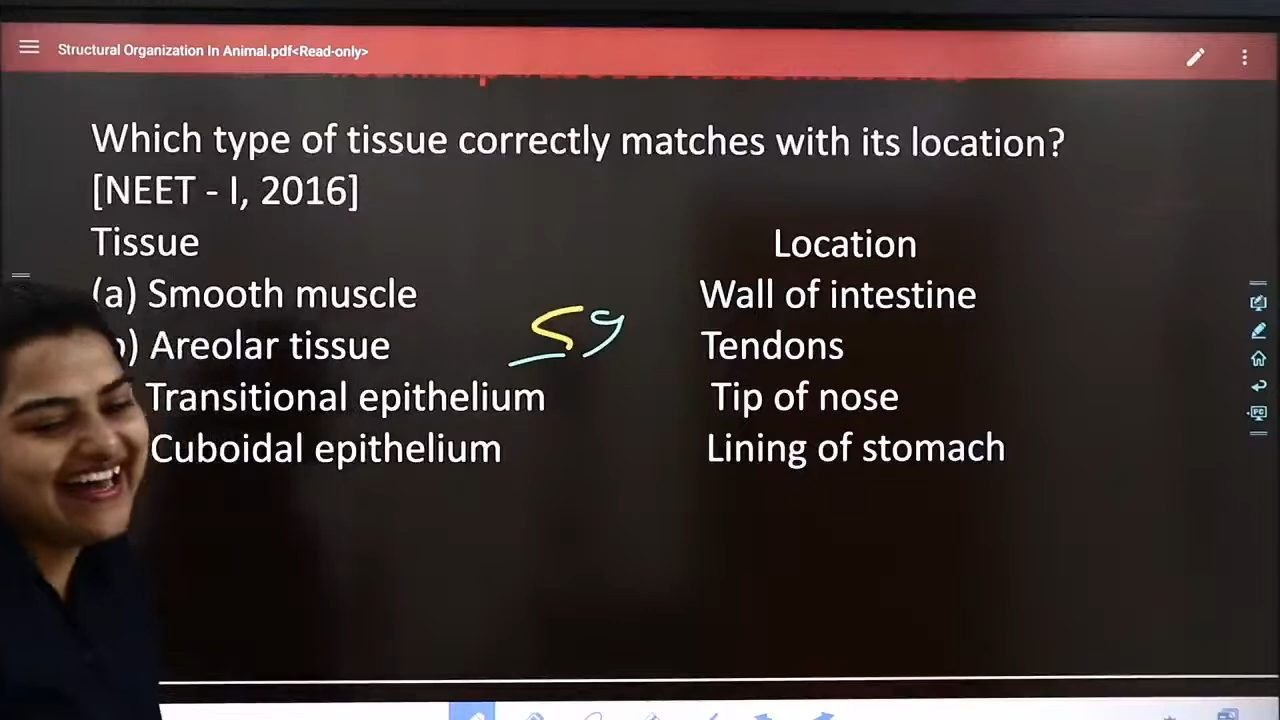 Structural Organization In Animal.pdf<Read-only>
Which type of tissue correctly matches with its location?
[NEET - I, 2016]
Tissue Location
(a) Smooth muscle Wall of intestine
b) Areolar tissue 59 Tendons
Transitional epithelium Tip of nose
Cuboidal epithelium Lining of stomach
PC